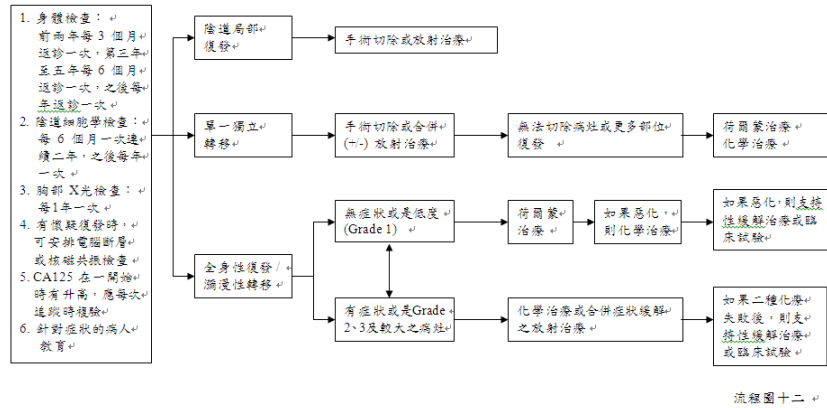 1. 身體檢查：
前兩年每 3 個月
返診一次，第三年
至五年每 6 個月
返診一次，之後每
年返診一次
2. 陰道細胞學檢查：
每 6 個月一次連
續二年，之後每年
一次
3. 胸部 X光檢查：
每1年一次
4. 有懷疑復發時，
可安排電腦斷層
或核磁共振檢查
5. CA125 在一開始
時有升高，應每次
追蹤時複驗
6. 針對症狀的病人
教育
陰道局部
復發
手術切除或放射治療
單一獨立
轉移
手術切除或合併
(+/-) 放射治療
無法切除病灶或更多部位
復發
荷爾蒙治療
化學治療
全身性復發 /
瀰漫性轉移
無症狀或是低度
(Grade 1)
荷爾蒙
治療
如果惡化，
則化學治療
如果惡化，則支持
性緩解治療或臨
床試驗
有症狀或是Grade
2、3及較大之病灶
化學治療或合併症狀緩解
之放射治療
如果二種化療
失敗後，則支
持性緩解治療
或臨床試驗
流程圖十二